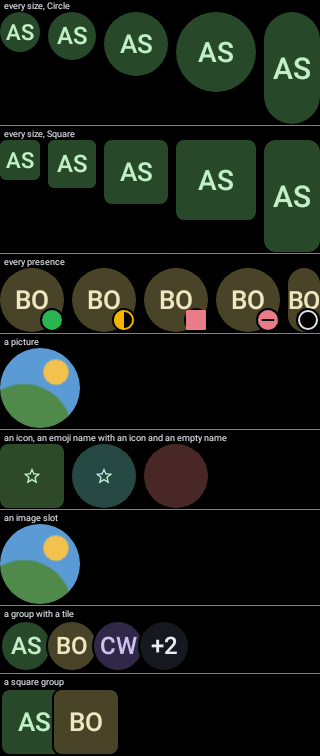 every size, Circle
AS AS AS AS AS
every size, Square
AS AS AS AS AS
every presence
BO BO BO BO BO
a picture
an icon, an emoji name with an icon and an empty name
an image slot
a group with a tile
AS BO CW +2
a square group
AS BO